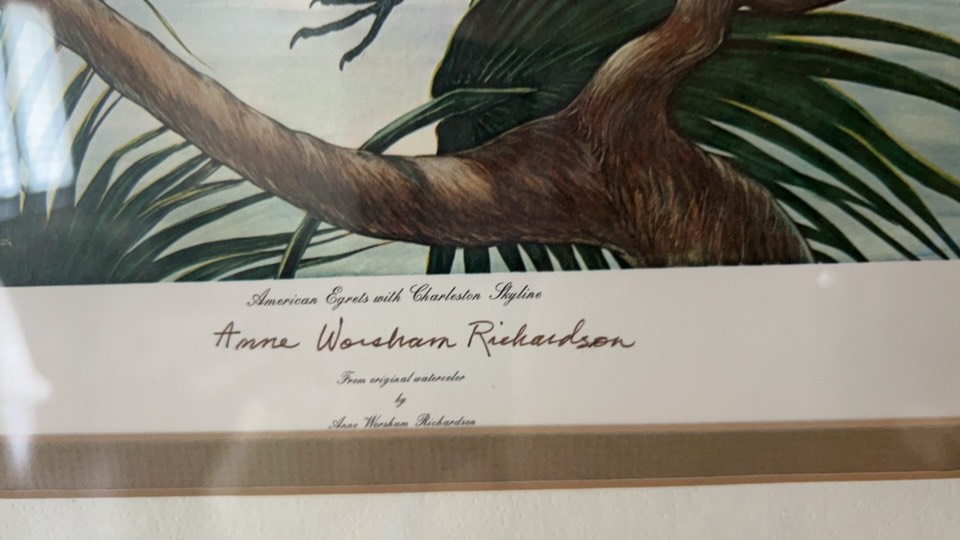 American Egrets with Charleston Skyline
Anne Worsham Richardson
From original watercolor
by
Anne Worsham Richardson